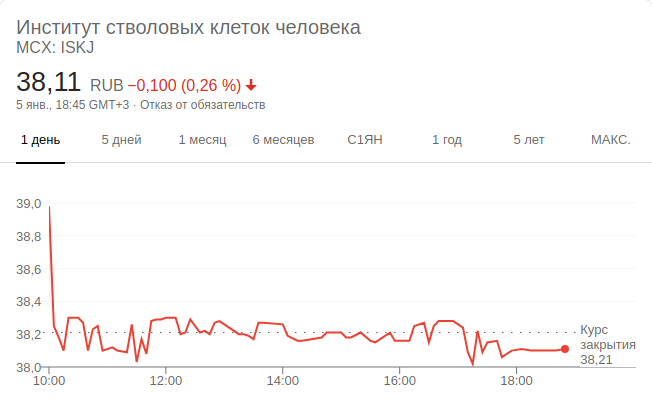 Институт стволовых клеток человека
MCX: ISKJ
38,11 RUB −0,100 (0,26 %)
5 янв., 18:45 GMT+3 · Отказ от обязательств
1 день 5 дней 1 месяц 6 месяцев С1ЯН 1 год 5 лет МАКС.
39,0
38,8
38,6
38,4
38,2
38,0
Курс
закрытия
38,21
10:00 12:00 14:00 16:00 18:00